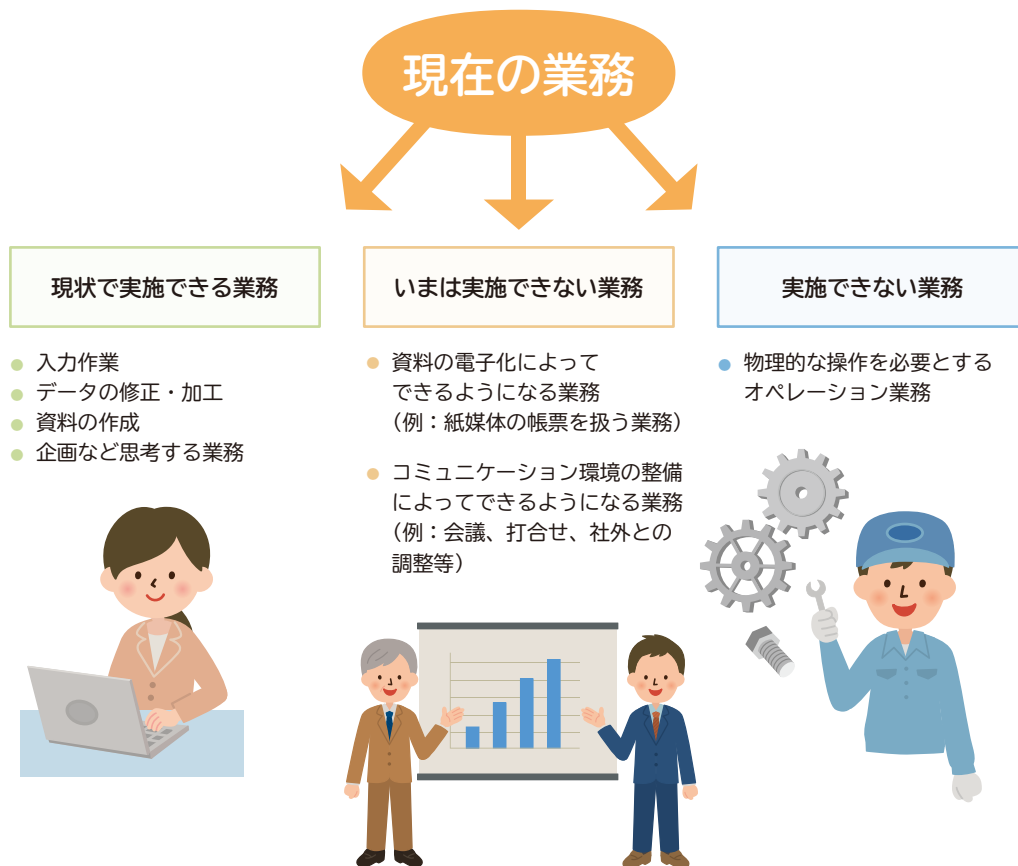 現在の業務
現状で実施できる業務
● 入力作業
● データの修正・加工
● 資料の作成
● 企画など思考する業務
いまは実施できない業務
● 資料の電子化によって
できるようになる業務
（例：紙媒体の帳票を扱う業務）
● コミュニケーション環境の整備
によってできるようになる業務
（例：会議、打合せ、社外との
調整等）
実施できない業務
● 物理的な操作を必要とする
オペレーション業務